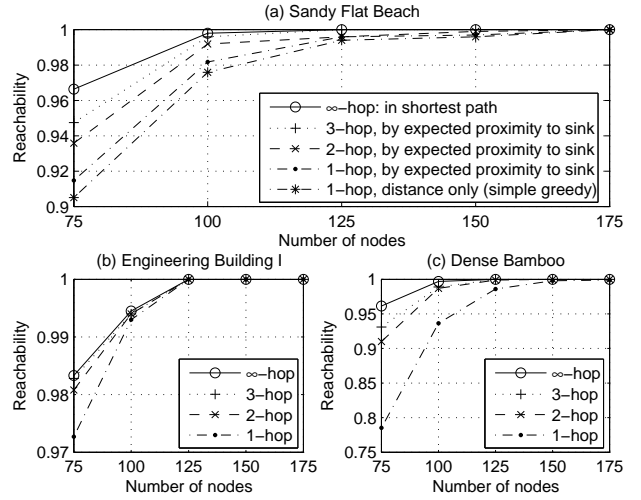 (a) Sandy Flat Beach
1
0.98
0.96
0.94
0.92
0.9
Reachability
∞−hop: in shortest path
3−hop, by expected proximity to sink
2−hop, by expected proximity to sink
1−hop, by expected proximity to sink
1−hop, distance only (simple greedy)
75 100 125 150 175
Number of nodes
(b) Engineering Building I
1
0.99
0.98
0.97
Reachability
∞−hop
3−hop
2−hop
1−hop
75 100 125 150 175
Number of nodes
(c) Dense Bamboo
1
0.95
0.9
0.85
0.8
0.75
Reachability
∞−hop
3−hop
2−hop
1−hop
75 100 125 150 175
Number of nodes